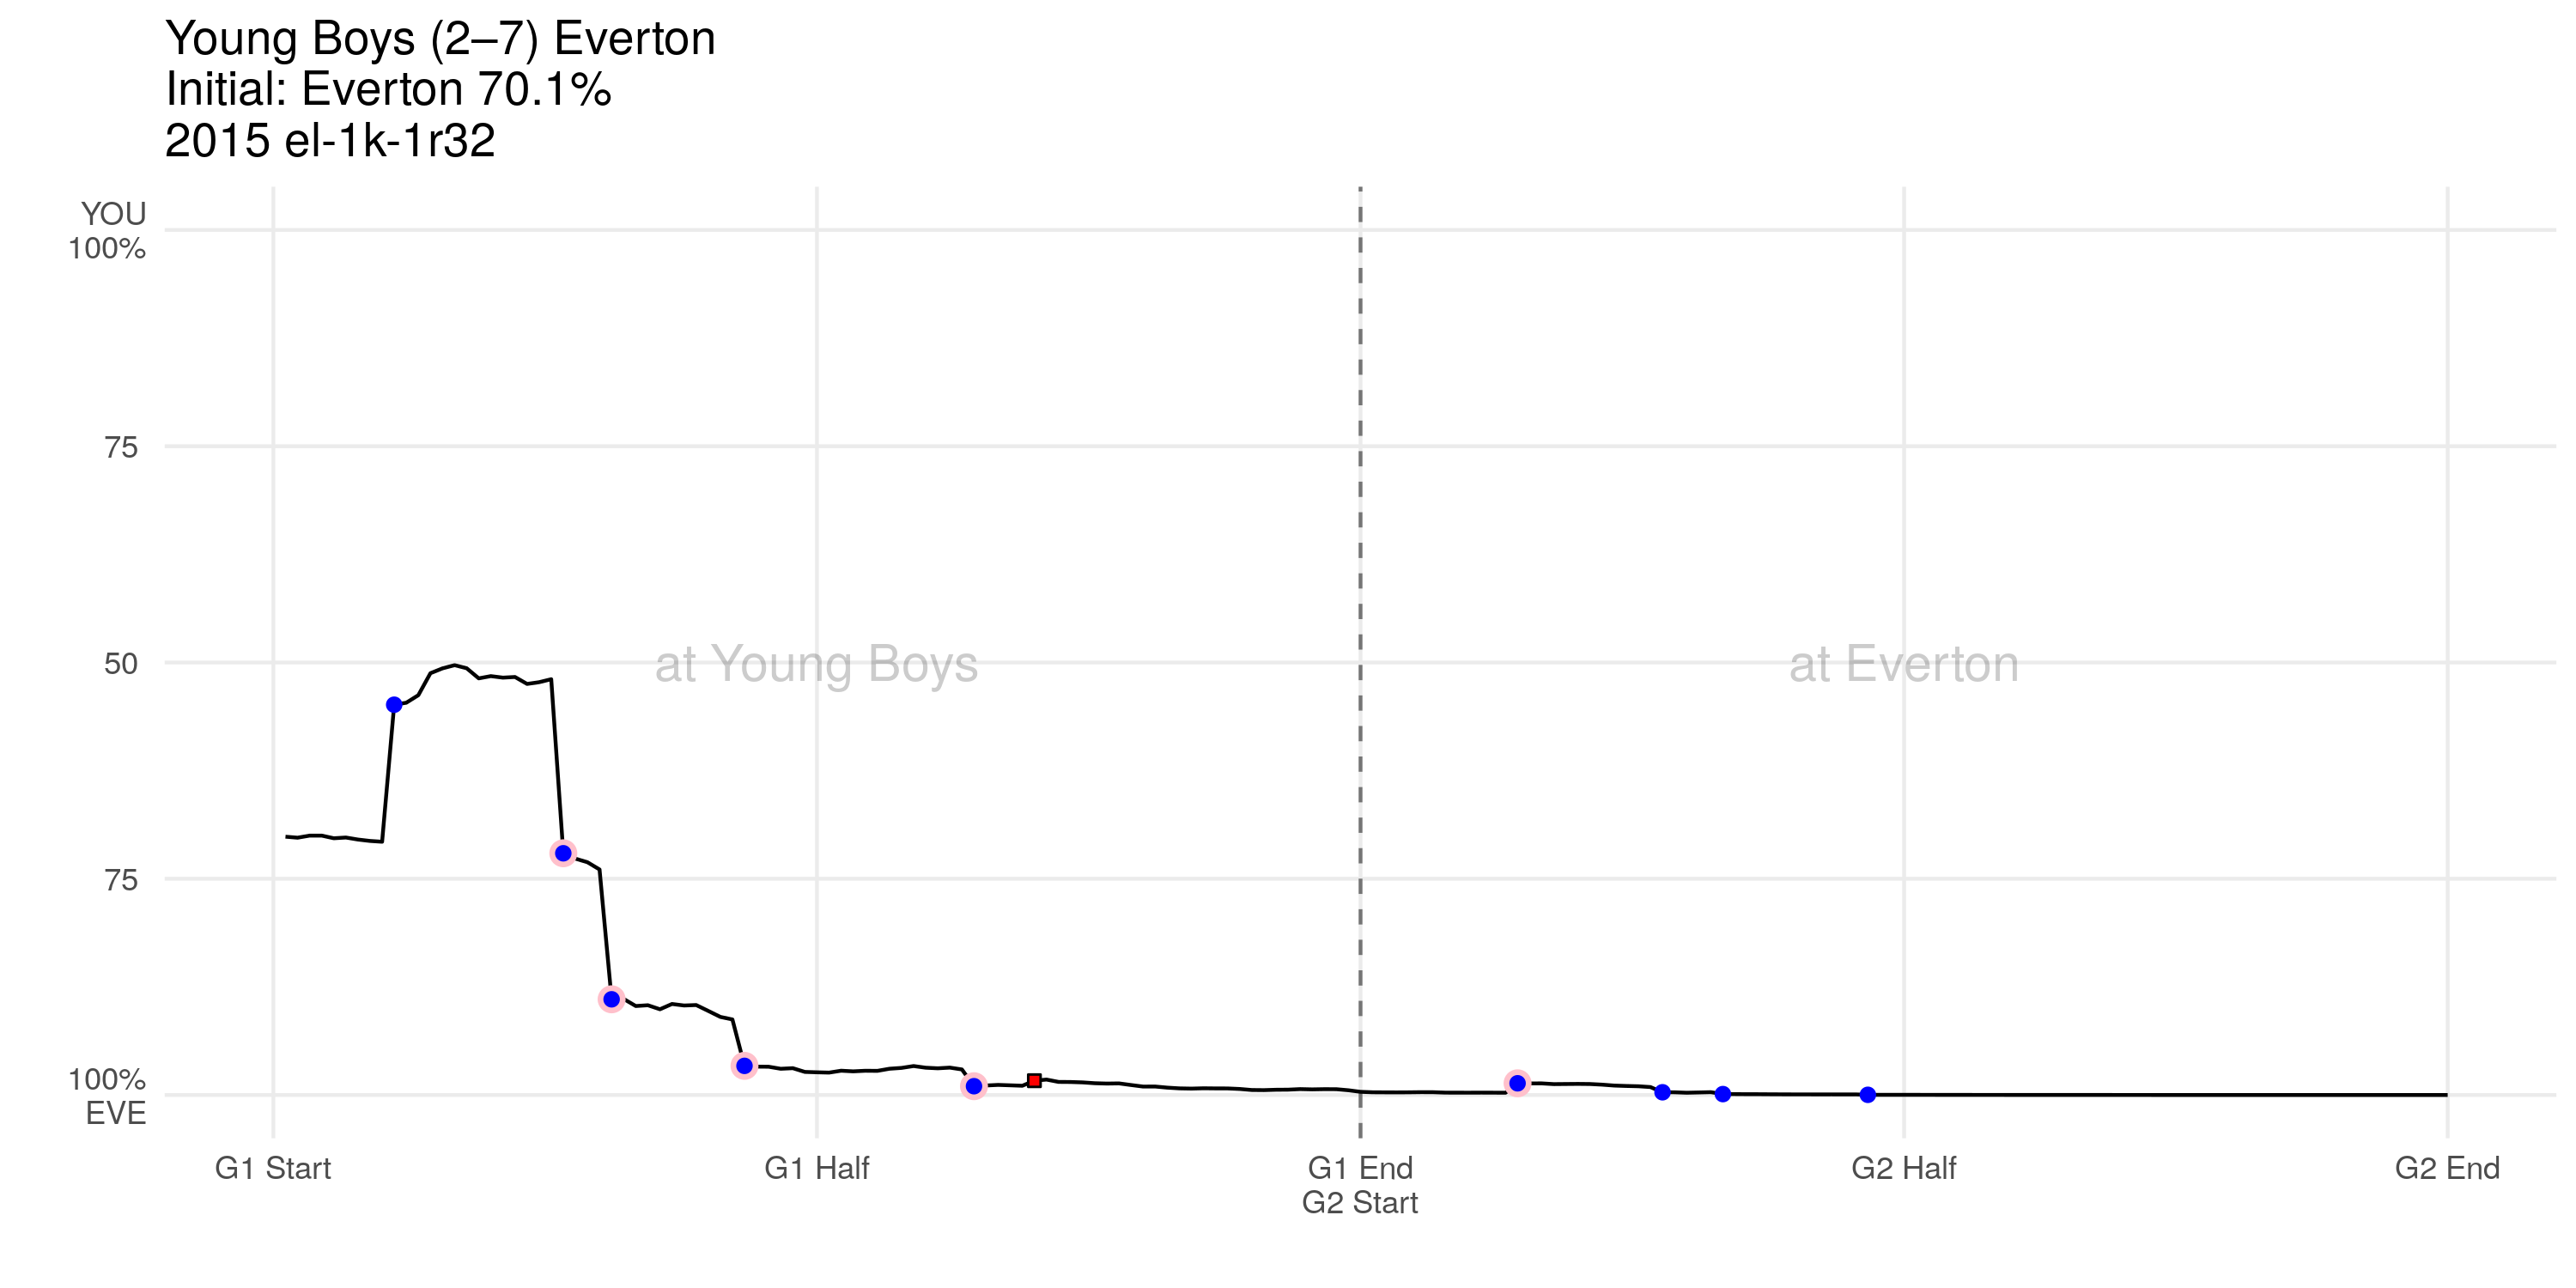 Young Boys (2–7) Everton
Initial: Everton 70.1%
2015 el-1k-1r32
YOU
100%
75
50
75
100%
EVE
at Young Boys
at Everton
G1 Start
G1 Half
G1 End
G2 Start
G2 Half
G2 End